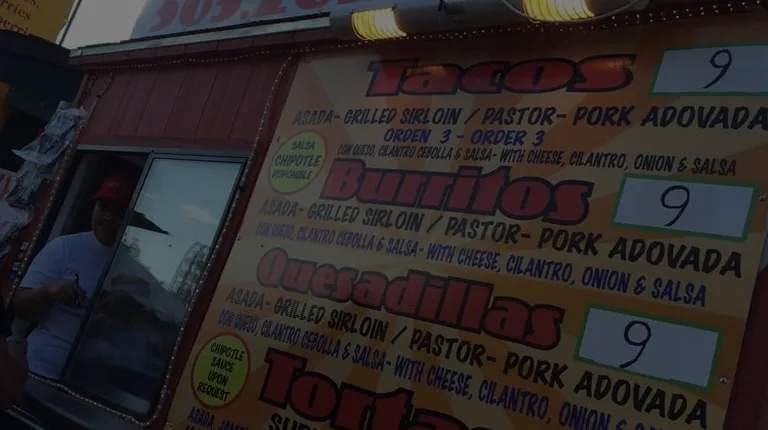 Tacos 9
ASADA- GRILLED SIRLOIN / PASTOR- PORK ADOVADA
ORDEN 3 - ORDER 3
CON QUESO, CILANTRO CEBOLLA & SALSA- WITH CHEESE, CILANTRO, ONION & SALSA
SALSA
CHIPOTLE
DISPONIBLE
Burritos 9
ASADA- GRILLED SIRLOIN / PASTOR- PORK ADOVADA
CON QUESO, CILANTRO CEBOLLA & SALSA- WITH CHEESE, CILANTRO, ONION & SALSA
Quesadillas 9
ASADA- GRILLED SIRLOIN / PASTOR- PORK ADOVADA
CON QUESO, CILANTRO CEBOLLA & SALSA- WITH CHEESE, CILANTRO, ONION &
CHIPOTLE
SAUCE
UPON
REQUEST
Tortas
ASADA,